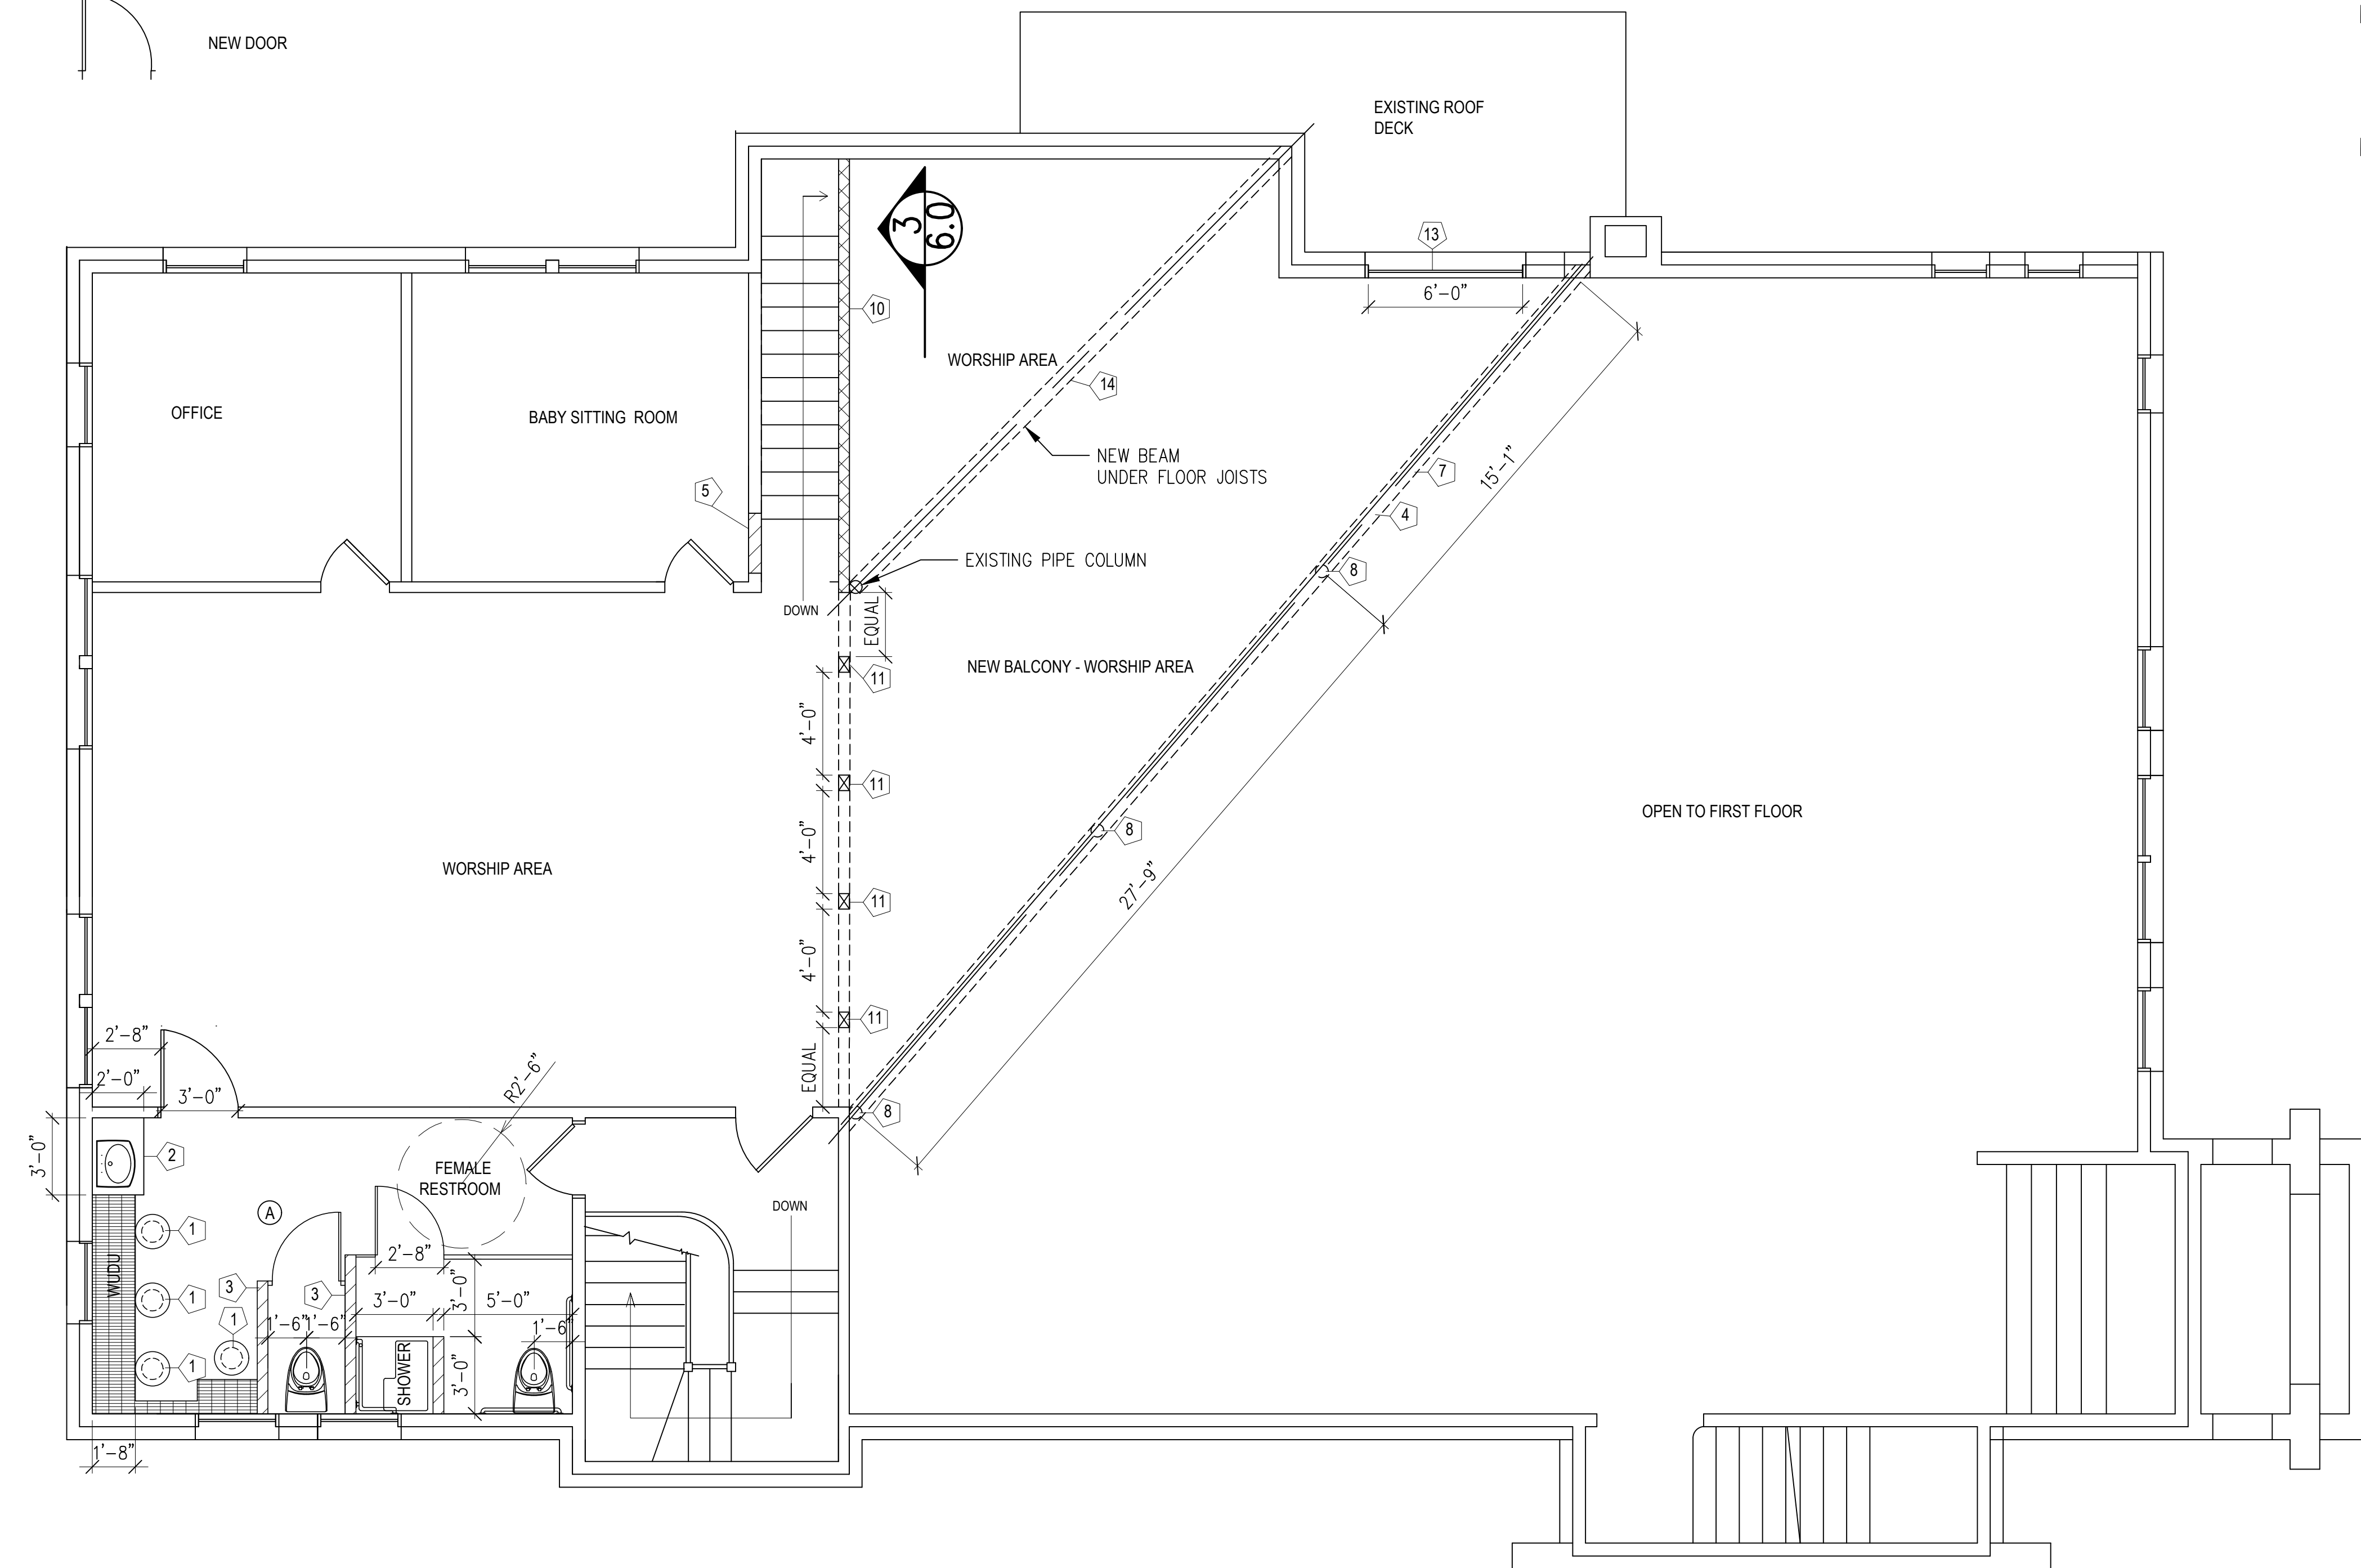 NEW DOOR
EXISTING ROOF
DECK
3
6.0
13
6'-0"
10
WORSHIP AREA
14
OFFICE
BABY SITTING ROOM
NEW BEAM
UNDER FLOOR JOISTS
7
15'-1"
5
4
EXISTING PIPE COLUMN
8
DOWN
EQUAL
NEW BALCONY - WORSHIP AREA
11
4'-0"
11
OPEN TO FIRST FLOOR
4'-0"
8
WORSHIP AREA
27'-9"
11
4'-0"
11
2'-8"
EQUAL
2'-0"
3'-0"
R2'-6"
8
3'-0"
2
FEMALE
RESTROOM
DOWN
A
1
2'-8"
WUDU
3
3
1
3'-0"
3'-0"
5'-0"
1
1'-6"
1'-6"
1'-6"
1
SHOWER
3'-0"
1'-8"